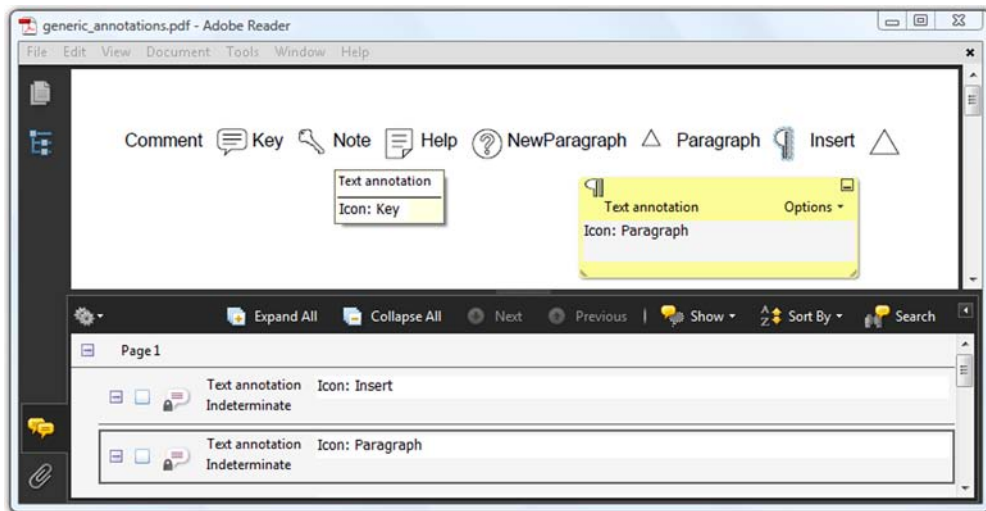 generic_annotations.pdf - Adobe Reader
File Edit View Document Tools Window Help
Comment Key Note Help NewParagraph Paragraph Insert
Text annotation
Icon: Key
Text annotation Options
Icon: Paragraph
Expand All Collapse All Next Previous Show Sort By Search
Page 1
Text annotation Icon: Insert
Indeterminate
Text annotation Icon: Paragraph
Indeterminate